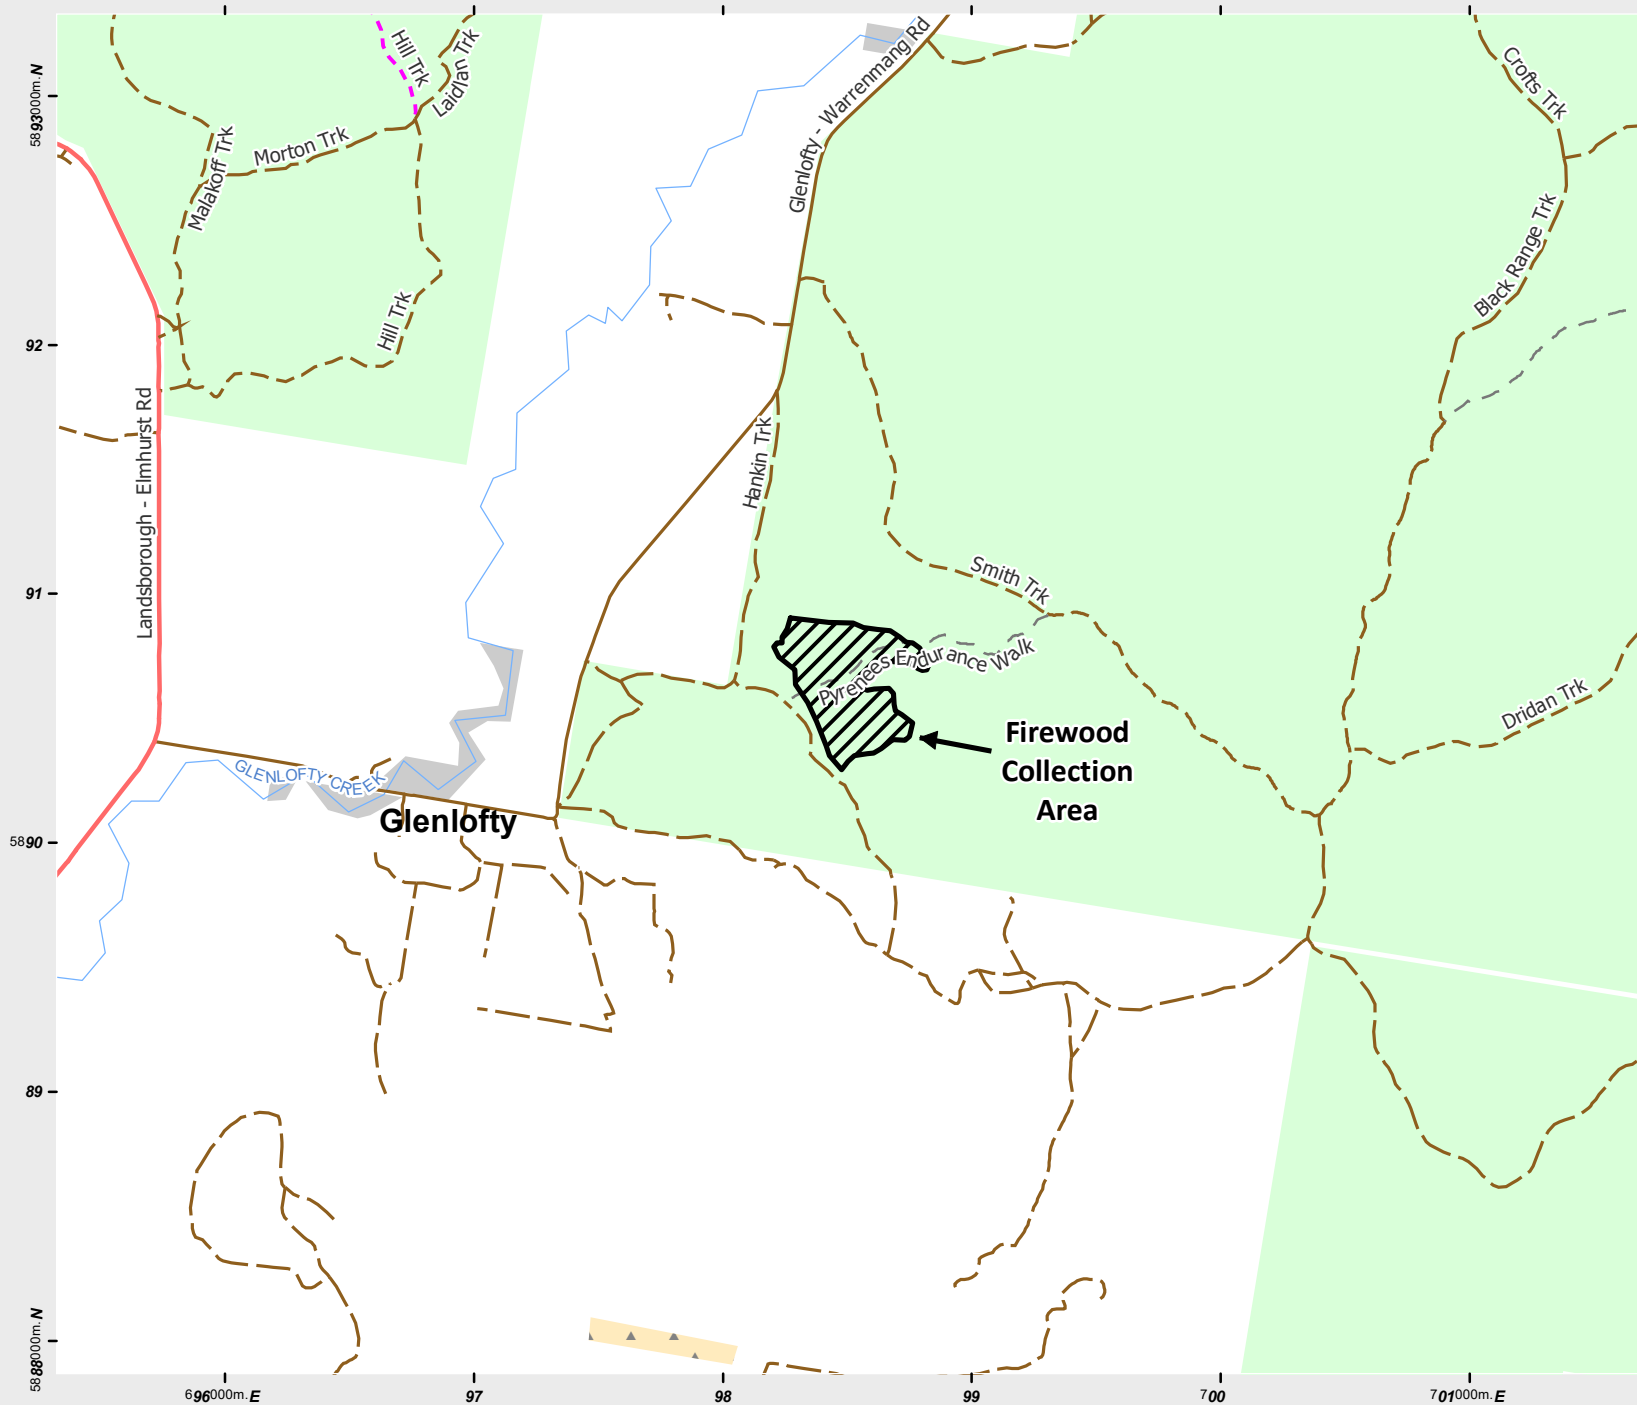 Hill Trk
Laidlan Trk
Glenlofty - Warrenmang Rd
Crofts Trk
5893000m.N
Malakoff Trk
Morton Trk
Black Range Trk
Hill Trk
92
Landsborough - Elmhurst Rd
Hankin Trk
91
Smith Trk
Pyrenees Endurance Walk
Dridan Trk
Firewood
Collection
Area
GLENLOFTY CREEK
Glenlofty
5890
89
5888000m.N
696000m.E
97
98
99
700
701000m.E